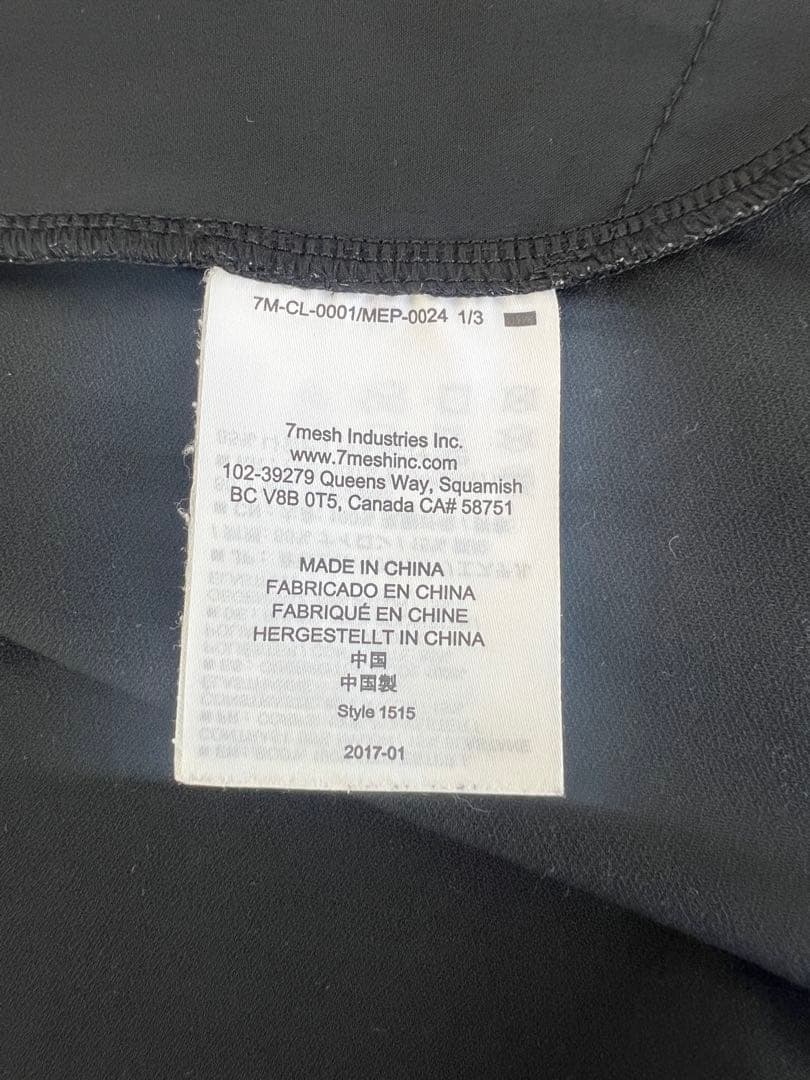 7M-CL-0001/MEP-0024 1/3
7mesh Industries Inc.
www.7meshinc.com
102-39279 Queens Way, Squamish
BC V8B 0T5, Canada CA# 58751
MADE IN CHINA
FABRICADO EN CHINA
FABRIQUÉ EN CHINE
HERGESTELLT IN CHINA
中国
中国製
Style 1515
2017-01